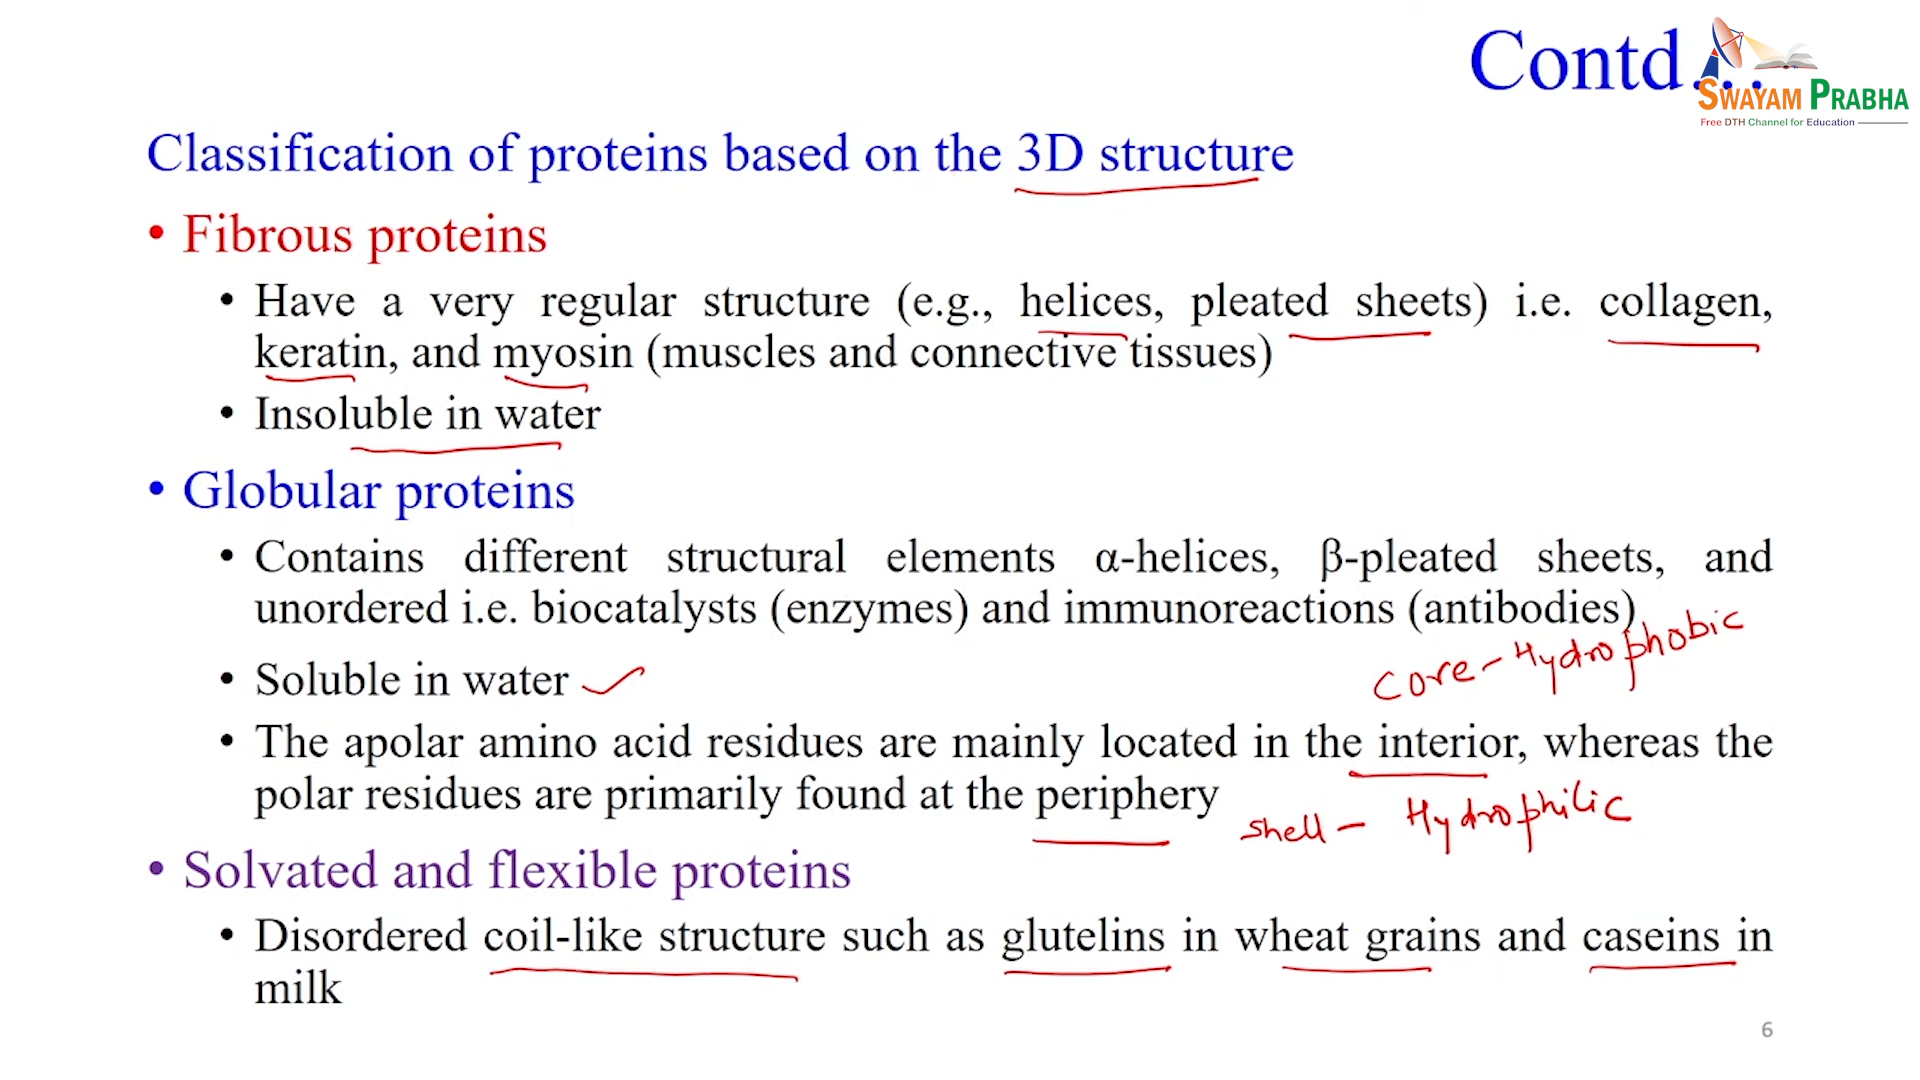 Contd...
SWAYAM PRABHA
Free DTH Channel for Education
Classification of proteins based on the 3D structure
• Fibrous proteins
• Have a very regular structure (e.g., helices, pleated sheets) i.e. collagen,
keratin, and myosin (muscles and connective tissues)
• Insoluble in water
• Globular proteins
• Contains different structural elements α-helices, β-pleated sheets, and
unordered i.e. biocatalysts (enzymes) and immunoreactions (antibodies)
core - Hydrophobic
• Soluble in water ✓
• The apolar amino acid residues are mainly located in the interior, whereas the
polar residues are primarily found at the periphery
shell - Hydrophilic
• Solvated and flexible proteins
• Disordered coil-like structure such as glutelins in wheat grains and caseins in
milk
6